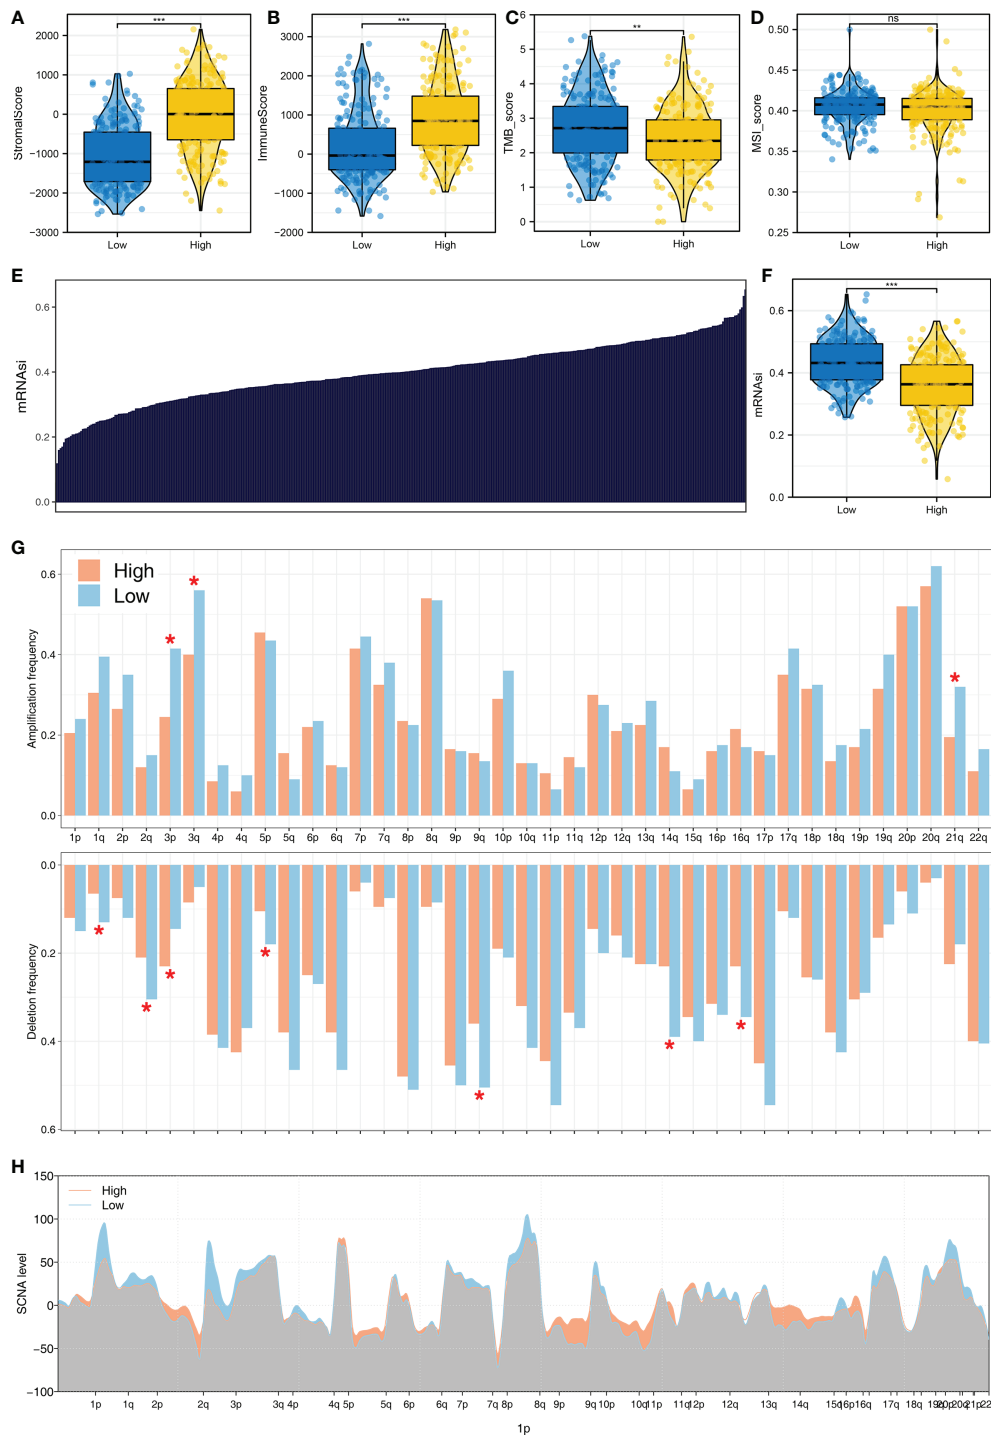 A
StromalScore
2000
1000
0
−1000
−2000
−3000
***
Low
High
B
ImmuneScore
3000
2000
1000
0
−1000
−2000
***
Low
High
C
TMB_score
6
5
4
3
2
1
0
**
Low
High
D
MSI_score
0.50
0.45
0.40
0.35
0.30
0.25
ns
Low
High
E
mRNAsi
0.6
0.4
0.2
0.0
F
mRNAsi
0.6
0.4
0.2
0.0
***
Low
High
G
High
Low
Amplification frequency
0.6
0.4
0.2
0.0
* * *
1p 1q 2p 2q 3p 3q 4p 4q 5p 5q 6p 6q 7p 7q 8p 8q 9p 9q 10p 10q 11p 11q 12p 12q 13q 14q 15q 16p 16q 17p 17q 18p 18q 19p 19q 20p 20q 21q 22q
Deletion frequency
0.0
0.2
0.4
0.6
* * * * * * *
H
High
Low
SCNA level
150
100
50
0
−50
−100
1p 1q 2p 2q 3p 3q 4p 4q 5p 5q 6p 6q 7p 7q 8p 8q 9p 9q 10p 10q 11p 11q 12p 12q 13q 14q 15q 16p 16q 17q 18q 19q 20p 20q 21p 22
1p